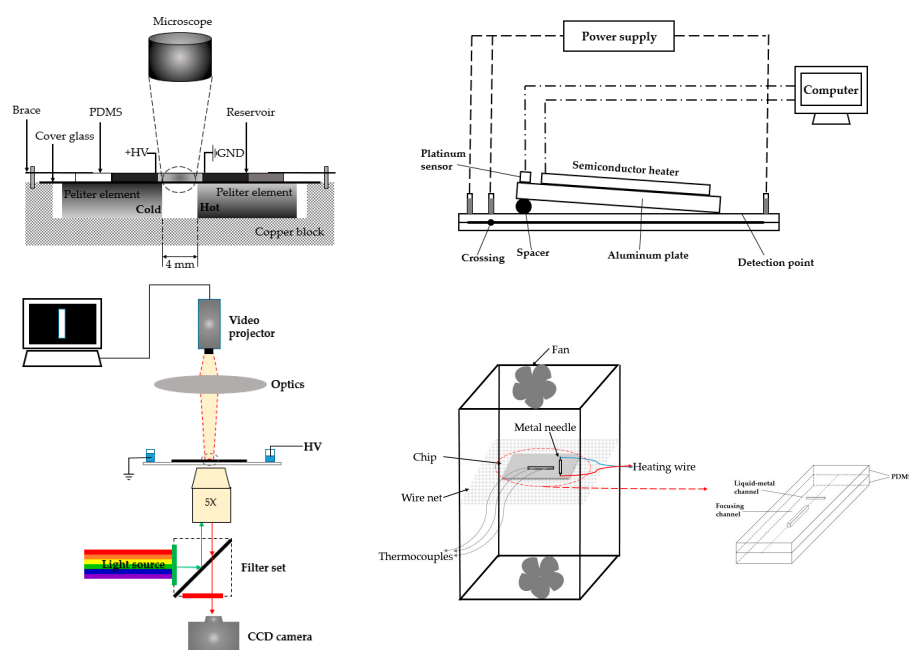 Microscope
Brace
PDMS
Reservoir
Cover glass
+HV
GND
Peliter element
Peliter element
Cold
Hot
Copper block
4 mm
Power supply
Computer
Platinum
sensor
Semiconductor heater
Crossing
Spacer
Aluminum plate
Detection point
Video
projector
Optics
HV
5X
Light source
Filter set
CCD camera
Fan
Metal needle
Chip
Heating wire
Wire net
Thermocouples
Liquid-metal
channel
Focusing
channel
PDMS